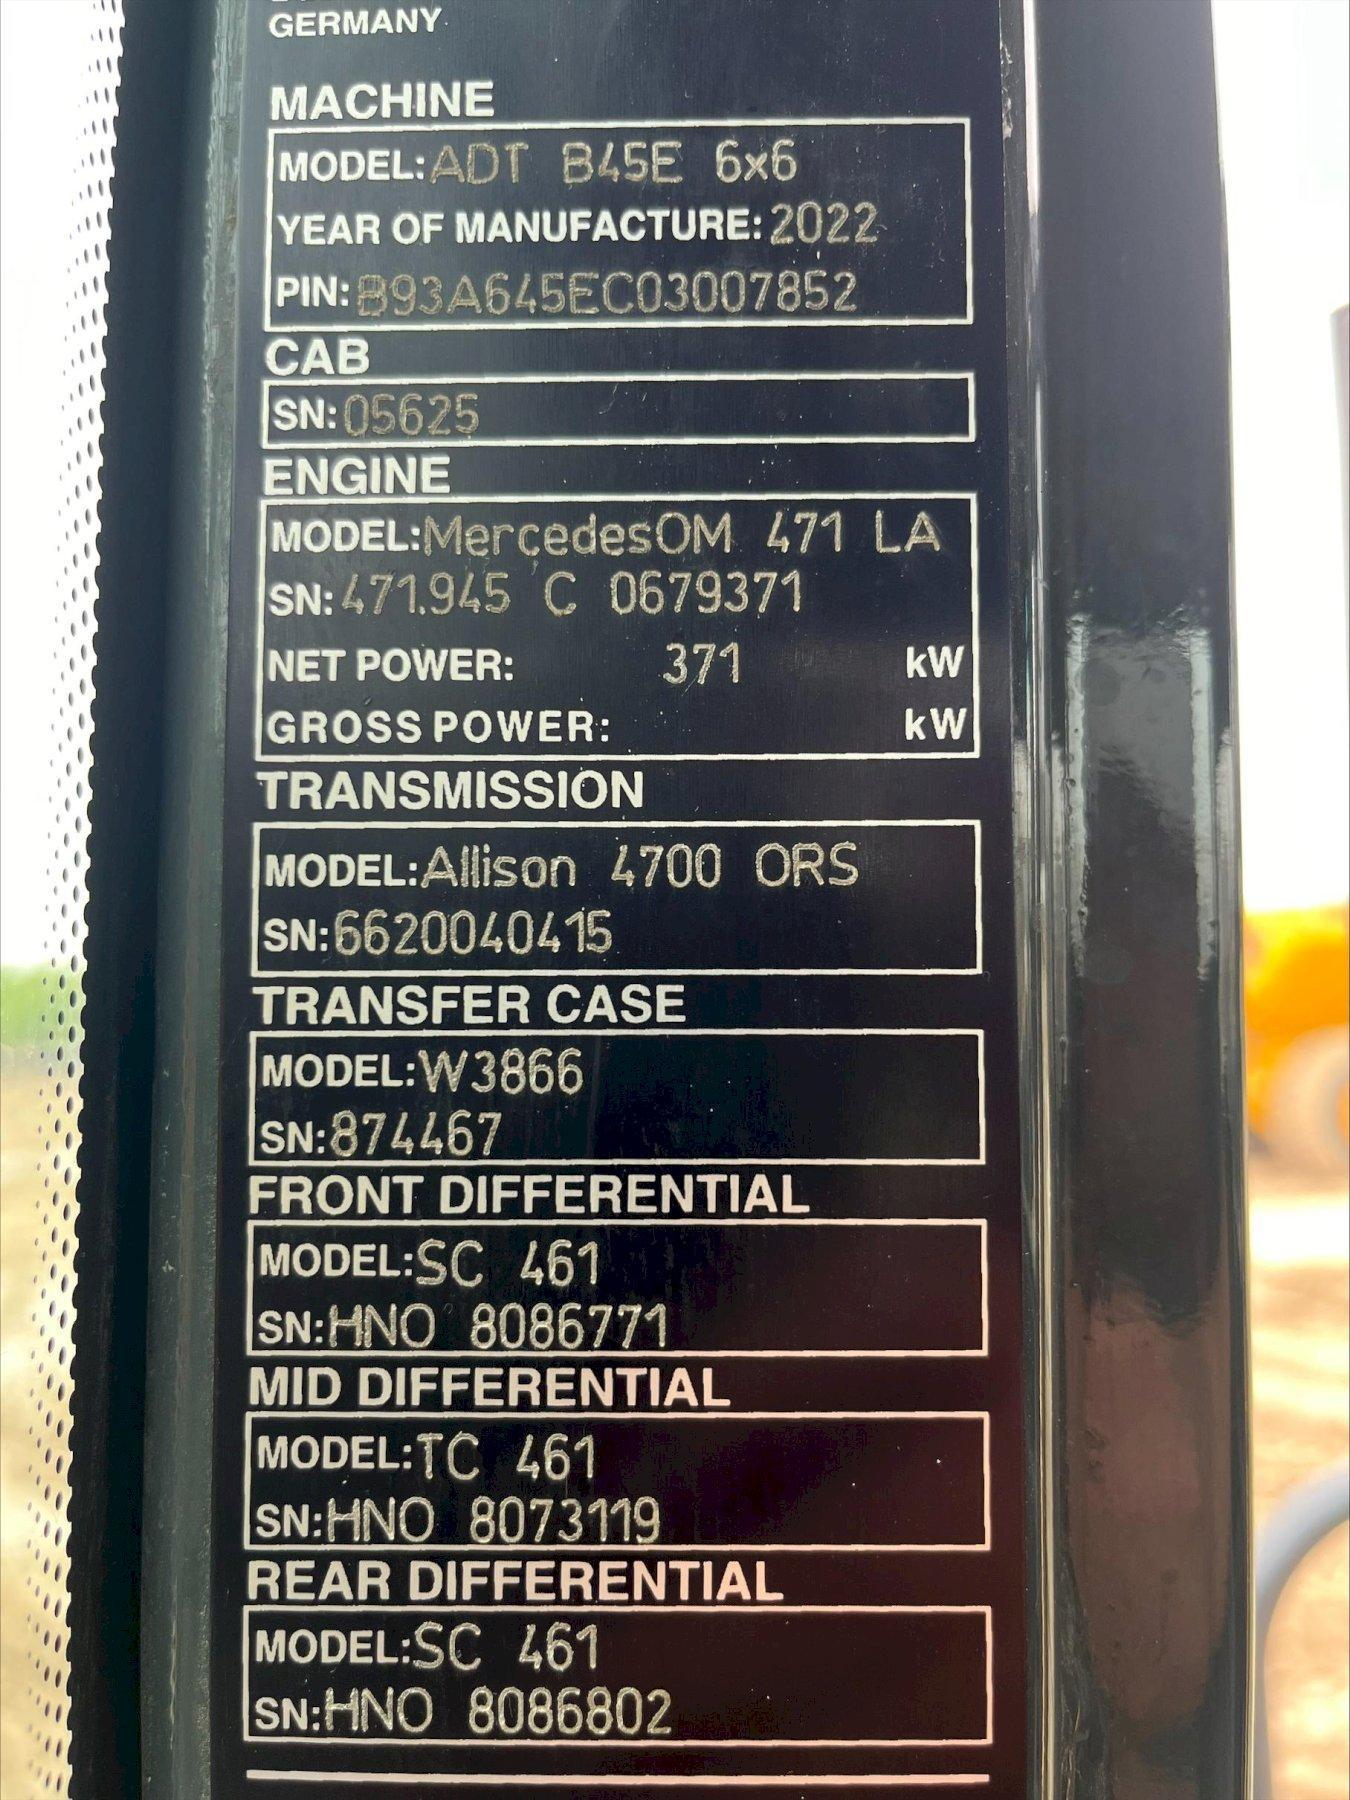 GERMANY
MACHINE
MODEL: ADT B45E 6x6
YEAR OF MANUFACTURE: 2022
PIN: B93A645EC03007852
CAB
SN: 05625
ENGINE
MODEL: MercedesOM 471 LA
SN: 471.945 C 0679371
NET POWER: 371 kW
GROSS POWER: kW
TRANSMISSION
MODEL: Allison 4700 ORS
SN: 6620040415
TRANSFER CASE
MODEL: W3866
SN: 874467
FRONT DIFFERENTIAL
MODEL: SC 461
SN: HNO 8086771
MID DIFFERENTIAL
MODEL: TC 461
SN: HNO 8073119
REAR DIFFERENTIAL
MODEL: SC 461
SN: HNO 8086802